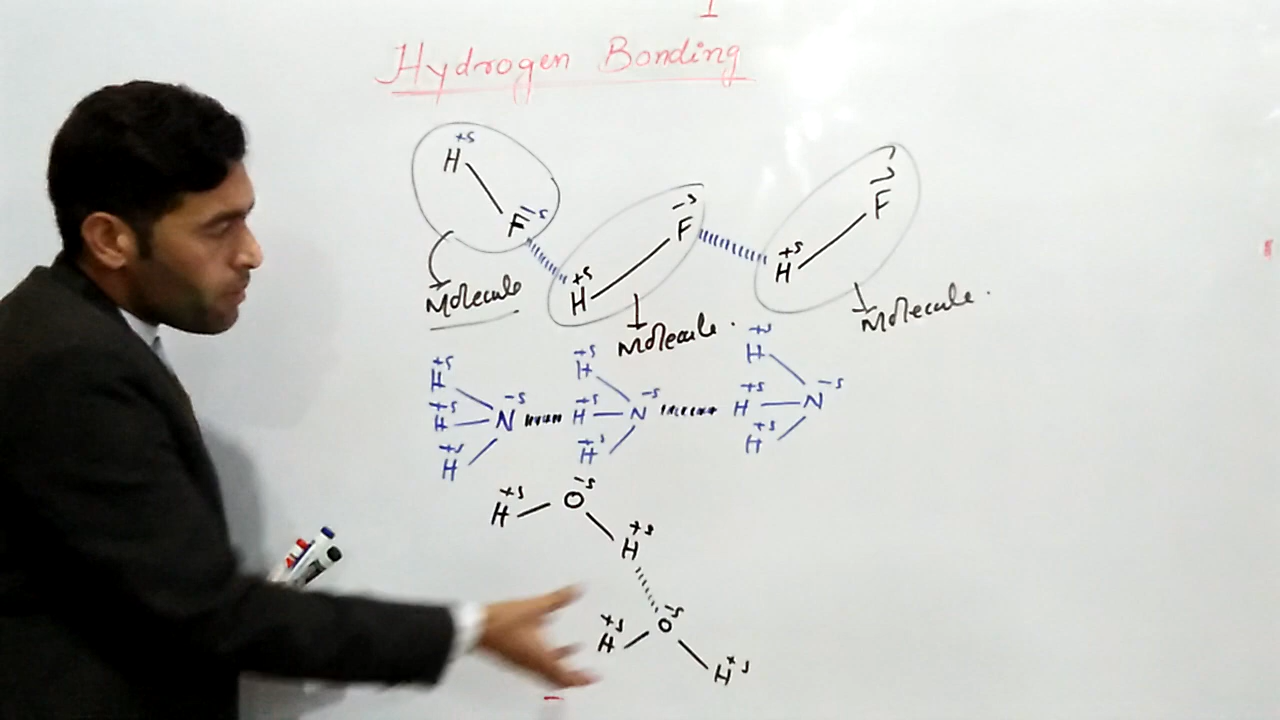 Hydrogen Bonding
+δ
H
F -δ
Molecule
+δ
H
-δ
F
Molecule.
+δ
H
F
Molecule.
+δ
H
+δ
H
+δ
H
N -δ
+δ
H
+δ
H
+δ
H
N -δ
+δ
H
+δ
H
+δ
H
N -δ
+δ
H
O -δ
H +δ
+δ
H
O -δ
H +δ